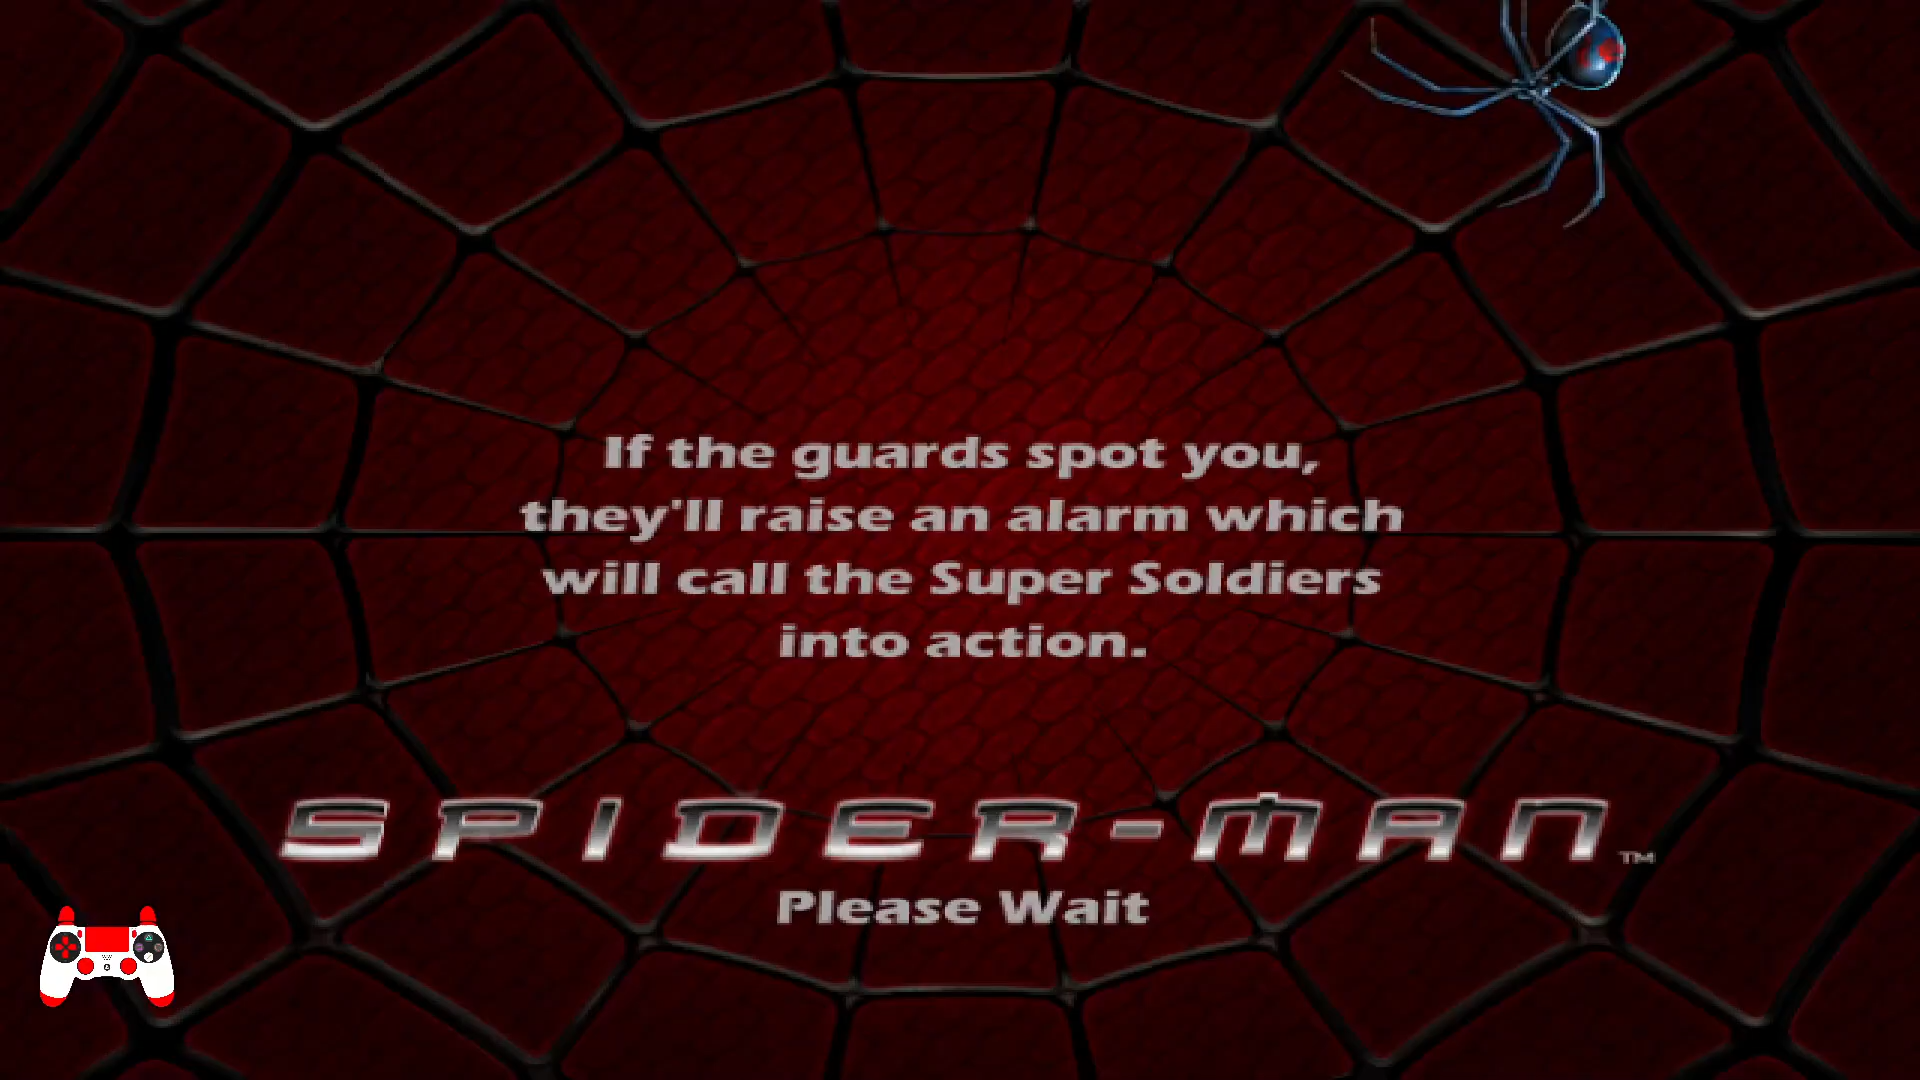 If the guards spot you,
they'll raise an alarm which
will call the Super Soldiers
into action.
SPIDER-MAN™
Please Wait